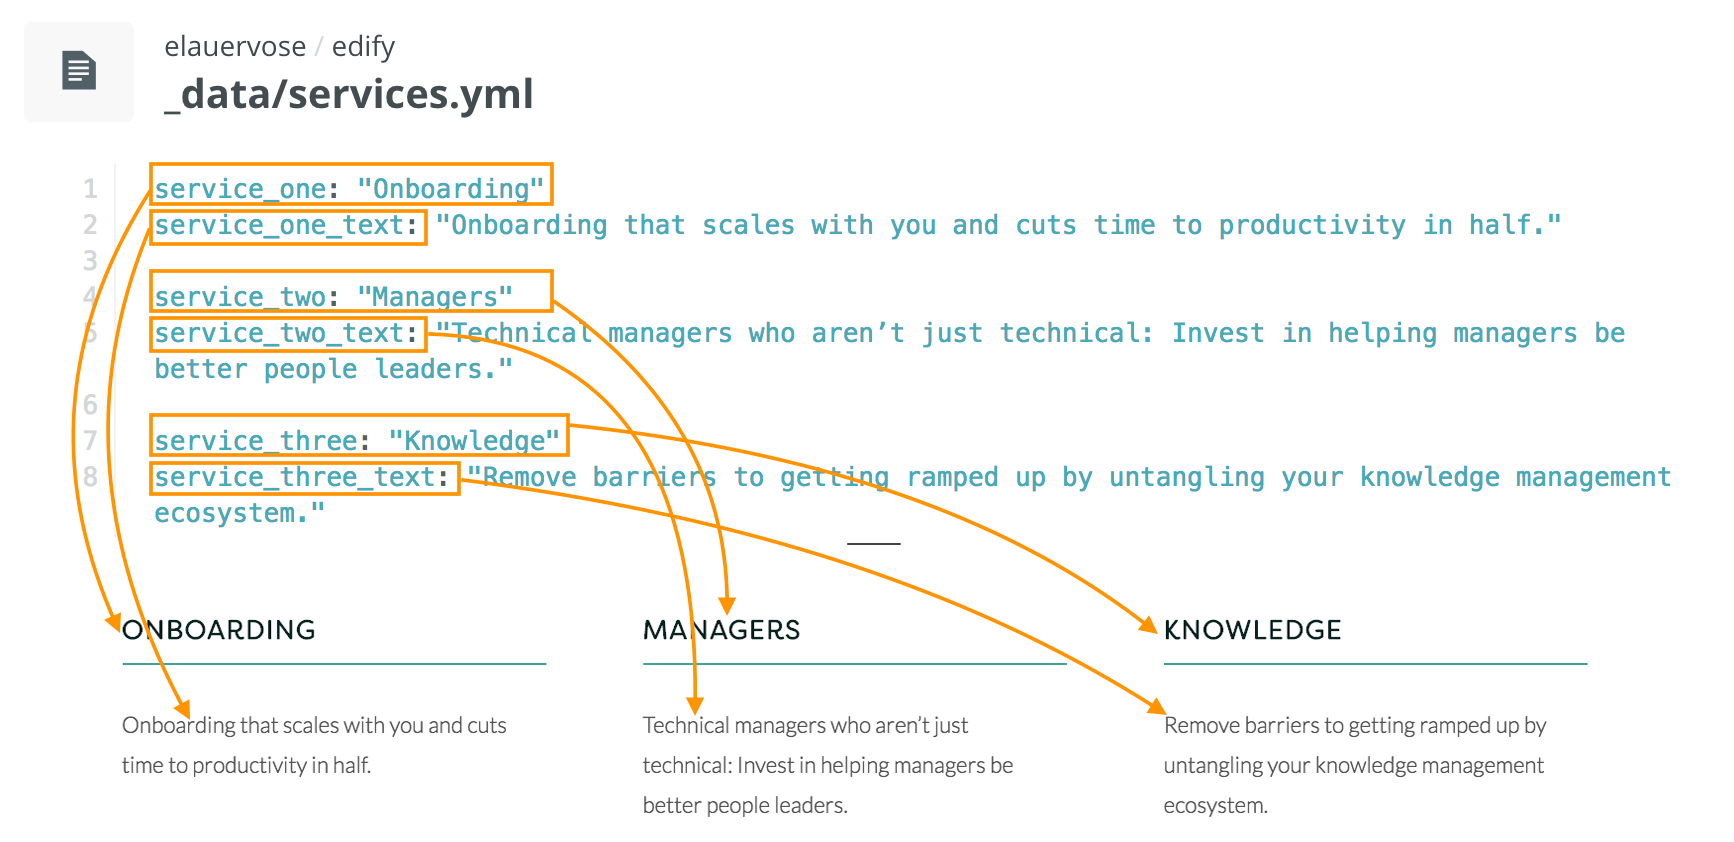 elauervose / edify
_data/services.yml
1 service_one: "Onboarding"
2 service_one_text: "Onboarding that scales with you and cuts time to productivity in half."
3
4 service_two: "Managers"
5 service_two_text: "Technical managers who aren’t just technical: Invest in helping managers be
better people leaders."
6
7 service_three: "Knowledge"
8 service_three_text: "Remove barriers to getting ramped up by untangling your knowledge management
ecosystem."
ONBOARDING
Onboarding that scales with you and cuts
time to productivity in half.
MANAGERS
Technical managers who aren’t just
technical: Invest in helping managers be
better people leaders.
KNOWLEDGE
Remove barriers to getting ramped up by
untangling your knowledge management
ecosystem.